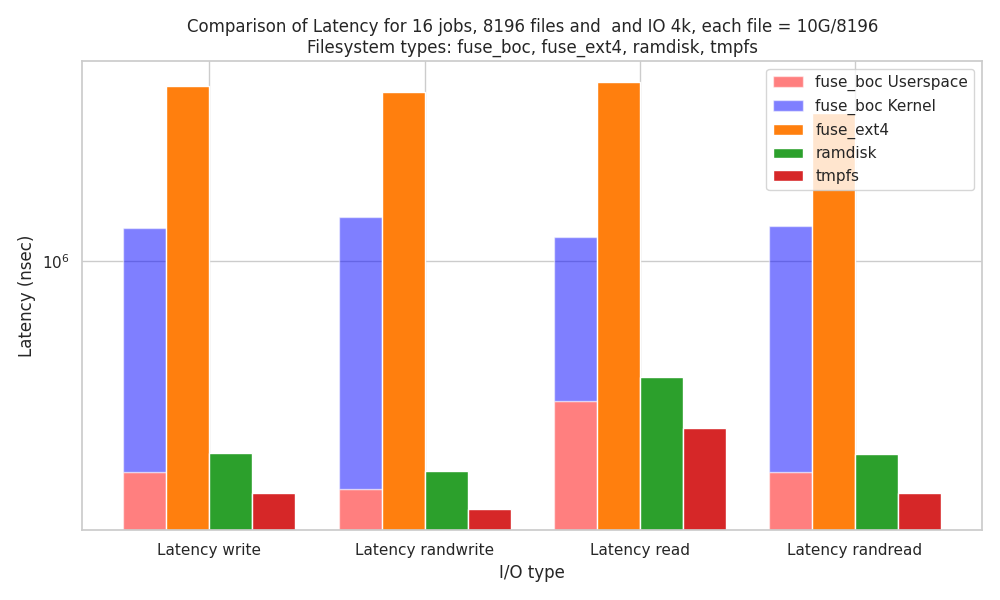 Comparison of Latency for 16 jobs, 8196 files and  and IO 4k, each file = 10G/8196
Filesystem types: fuse_boc, fuse_ext4, ramdisk, tmpfs
fuse_boc Userspace
fuse_boc Kernel
fuse_ext4
ramdisk
tmpfs
Latency (nsec)
10⁶
Latency write
Latency randwrite
Latency read
Latency randread
I/O type